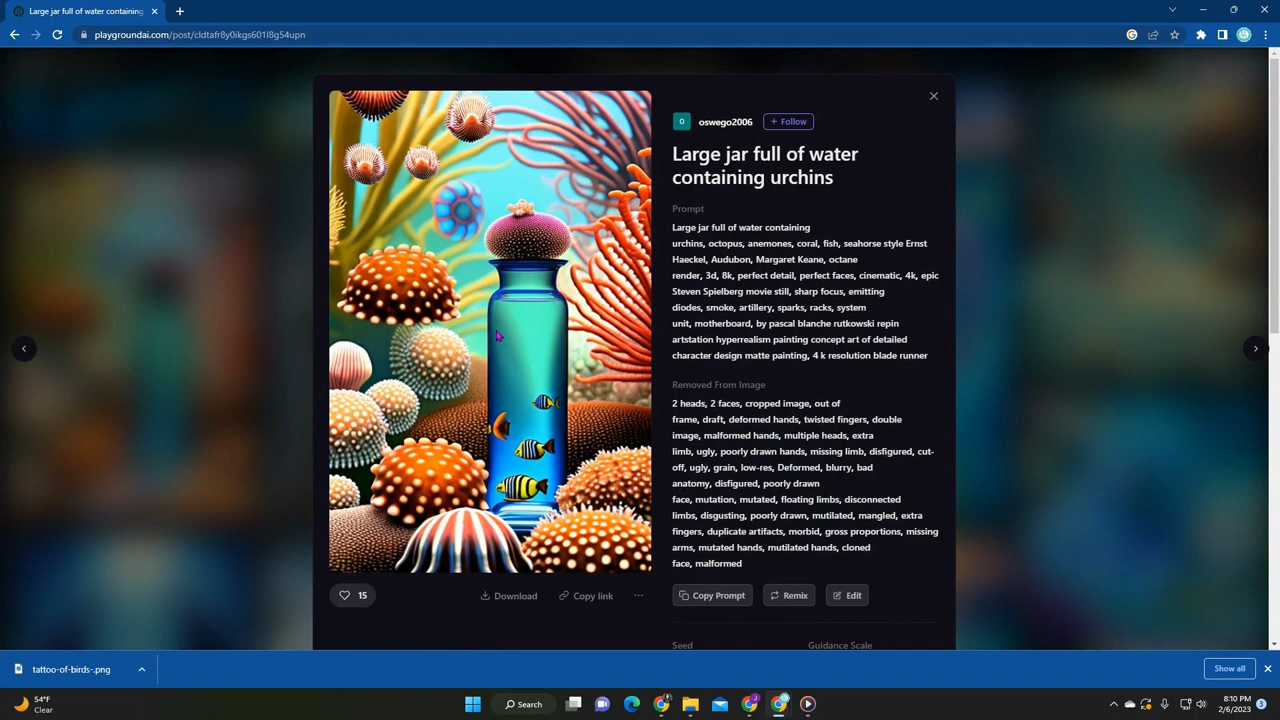 Large jar full of water containing
playgroundai.com/post/cldtafr8y0ikgs601l8g54upn
oswego2006
+ Follow
Large jar full of water
containing urchins
Prompt
Large jar full of water containing
urchins, octopus, anemones, coral, fish, seahorse style Ernst
Haeckel, Audubon, Margaret Keane, octane
render, 3d, 8k, perfect detail, perfect faces, cinematic, 4k, epic
Steven Spielberg movie still, sharp focus, emitting
diodes, smoke, artillery, sparks, racks, system
unit, motherboard, by pascal blanche rutkowski repin
artstation hyperrealism painting concept art of detailed
character design matte painting, 4 k resolution blade runner
Removed From Image
2 heads, 2 faces, cropped image, out of
frame, draft, deformed hands, twisted fingers, double
image, malformed hands, multiple heads, extra
limb, ugly, poorly drawn hands, missing limb, disfigured, cut-
off, ugly, grain, low-res, Deformed, blurry, bad
anatomy, disfigured, poorly drawn
face, mutation, mutated, floating limbs, disconnected
limbs, disgusting, poorly drawn, mutilated, mangled, extra
fingers, duplicate artifacts, morbid, gross proportions, missing
arms, mutated hands, mutilated hands, cloned
face, malformed
15
Download
Copy link
Copy Prompt
Remix
Edit
Seed
Guidance Scale
tattoo-of-birds-.png
Show all
54°F
Clear
Search
8:10 PM
2/6/2023
3